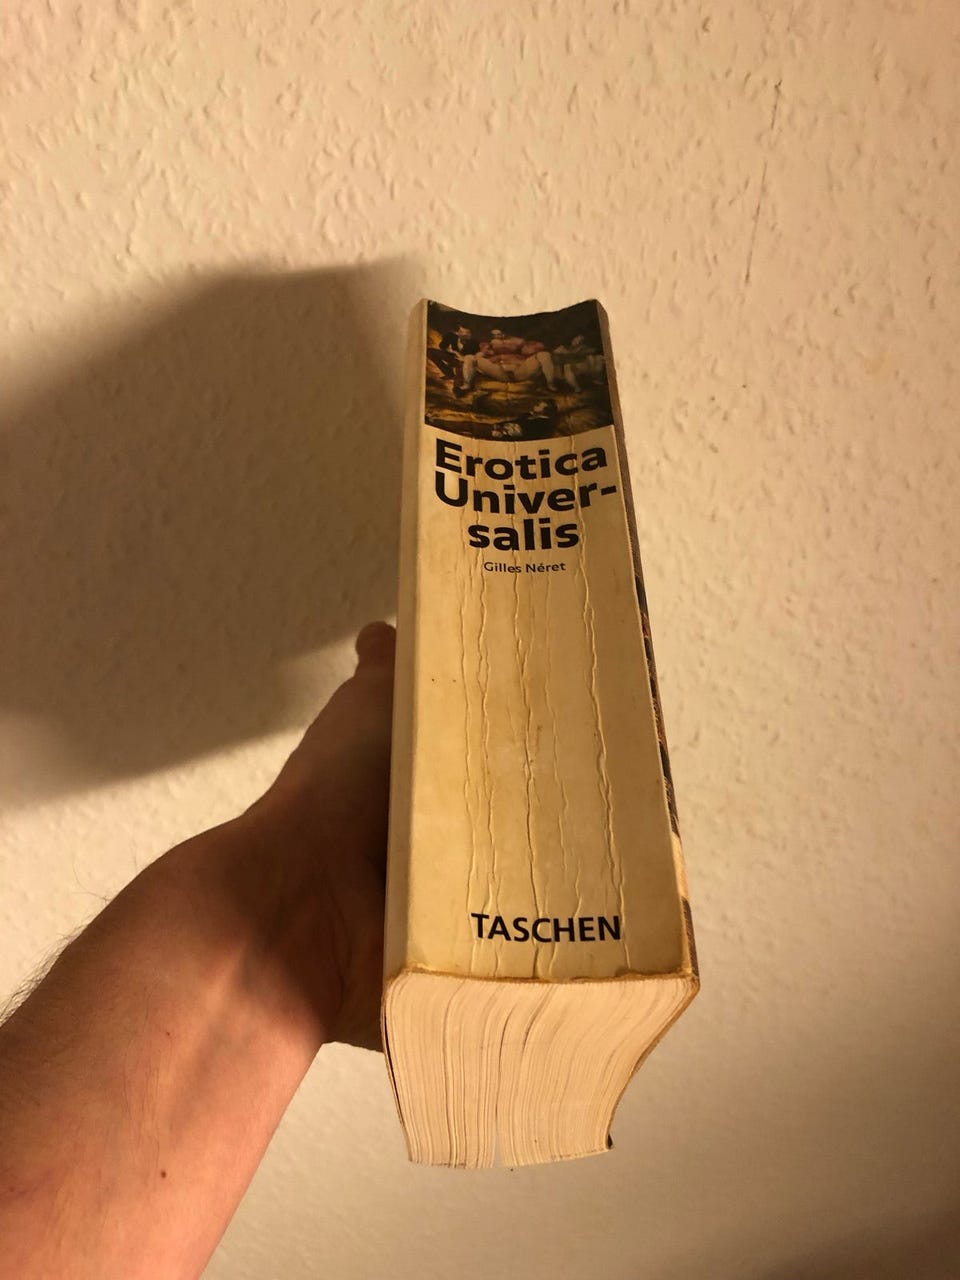 Erotica
Univer-
salis
Gilles Néret
TASCHEN